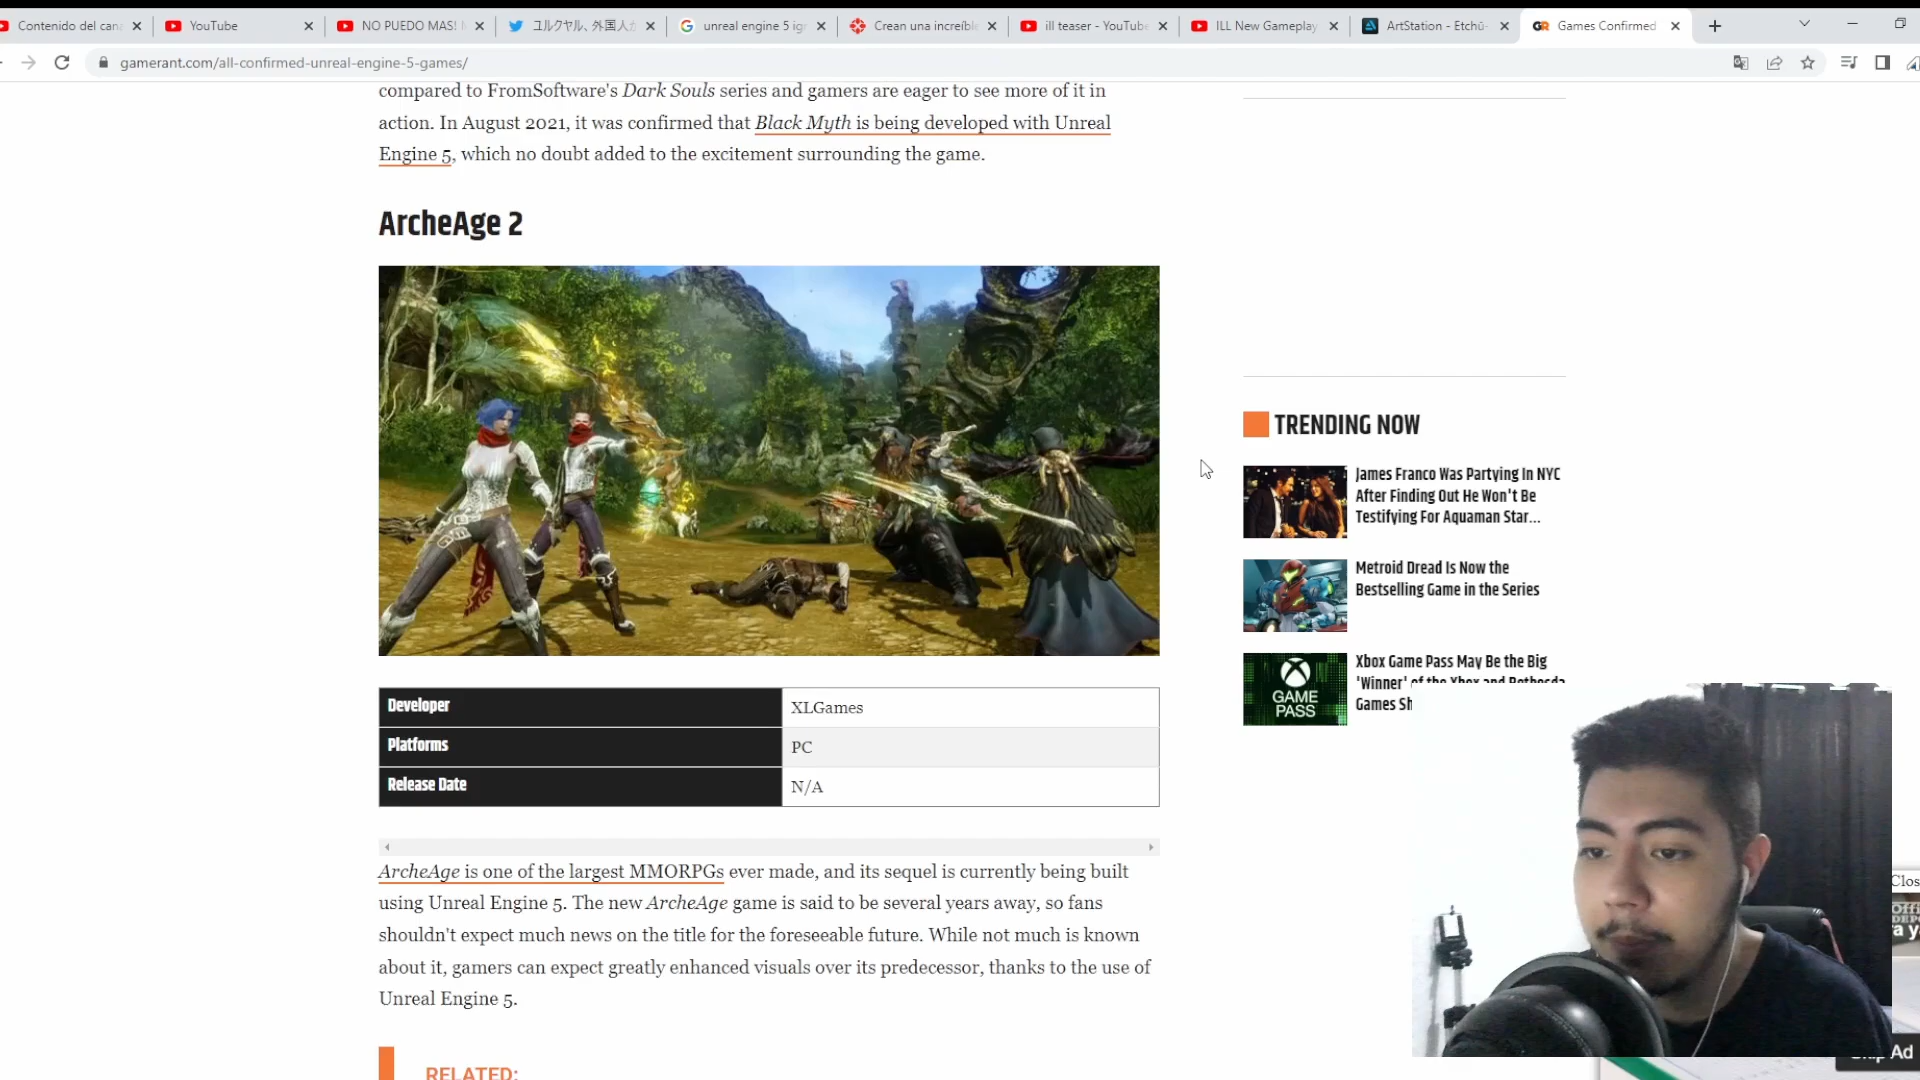 Contenido del cana
YouTube
NO PUEDO MAS!
ユルクヤル、外国人か
unreal engine 5 ign
Crean una increíble
ill teaser - YouTube
ILL New Gameplay
ArtStation - Etchū-
GR Games Confirmed
gamerant.com/all-confirmed-unreal-engine-5-games/
compared to FromSoftware's Dark Souls series and gamers are eager to see more of it in
action. In August 2021, it was confirmed that Black Myth is being developed with Unreal
Engine 5, which no doubt added to the excitement surrounding the game.
ArcheAge 2
Developer XLGames
Platforms PC
Release Date N/A
ArcheAge is one of the largest MMORPGs ever made, and its sequel is currently being built
using Unreal Engine 5. The new ArcheAge game is said to be several years away, so fans
shouldn't expect much news on the title for the foreseeable future. While not much is known
about it, gamers can expect greatly enhanced visuals over its predecessor, thanks to the use of
Unreal Engine 5.
RELATED:
TRENDING NOW
James Franco Was Partying In NYC
After Finding Out He Won't Be
Testifying For Aquaman Star...
Metroid Dread Is Now the
Bestselling Game in the Series
GAME
PASS
Xbox Game Pass May Be the Big
'Winner' of the Xbox and Bethesda
Games Sh
Clos
Ad